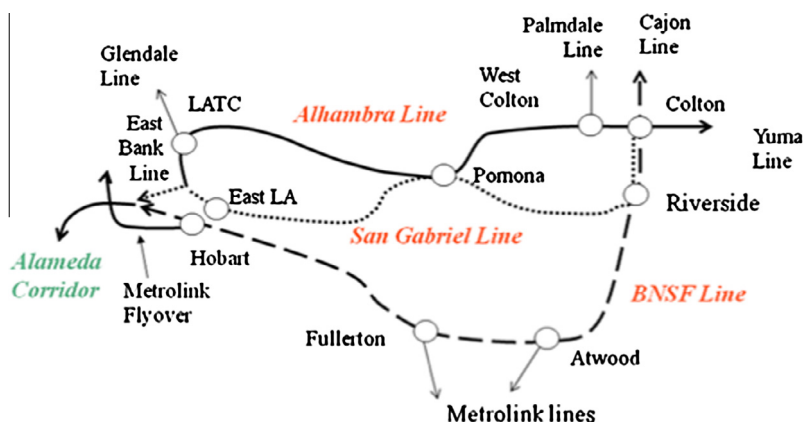 Glendale
Line
LATC
East
Bank
Line
Alhambra Line
West
Colton
Palmdale
Line
Cajon
Line
Colton
Yuma
Line
East LA
Pomona
Riverside
San Gabriel Line
Hobart
Alameda
Corridor
Metrolink
Flyover
BNSF Line
Fullerton
Atwood
Metrolink lines